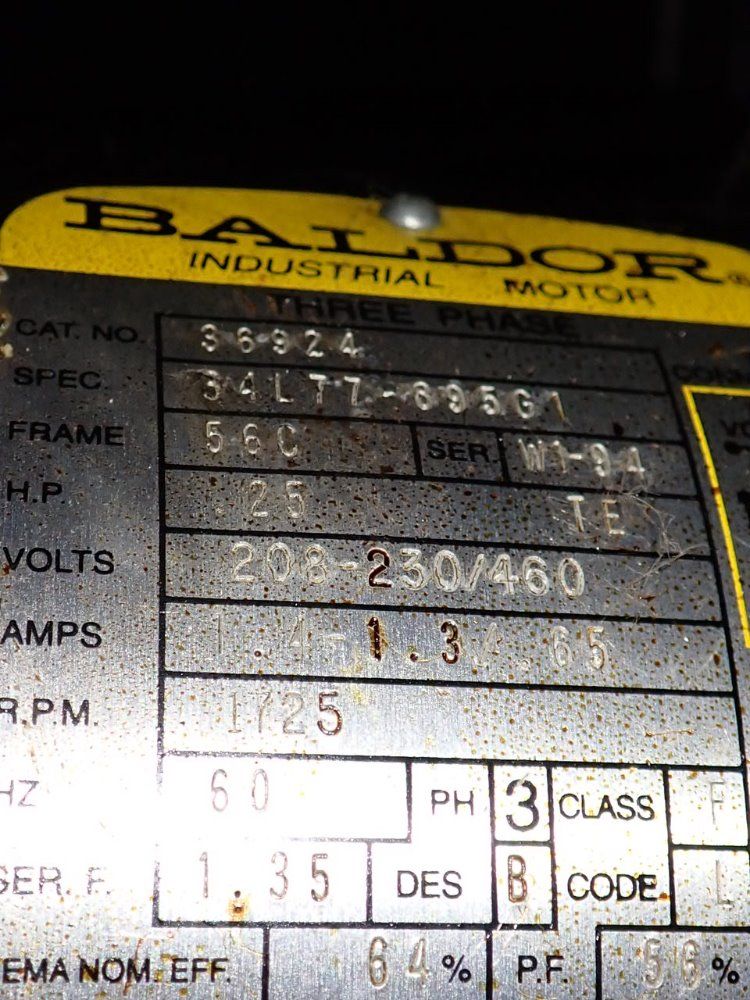 BALDOR®
INDUSTRIAL MOTOR
THREE PHASE
CAT. NO. 36924
SPEC. 34L77-695G1
FRAME 56C SER. W1-94
H.P. .25 TE
VOLTS 208-230/460
AMPS 1.4-1.3/.65
R.P.M. 1725
HZ 60 PH 3 CLASS F
SER. F. 1.35 DES B CODE L
EMA NOM. EFF. 64 % P.F. 56 %